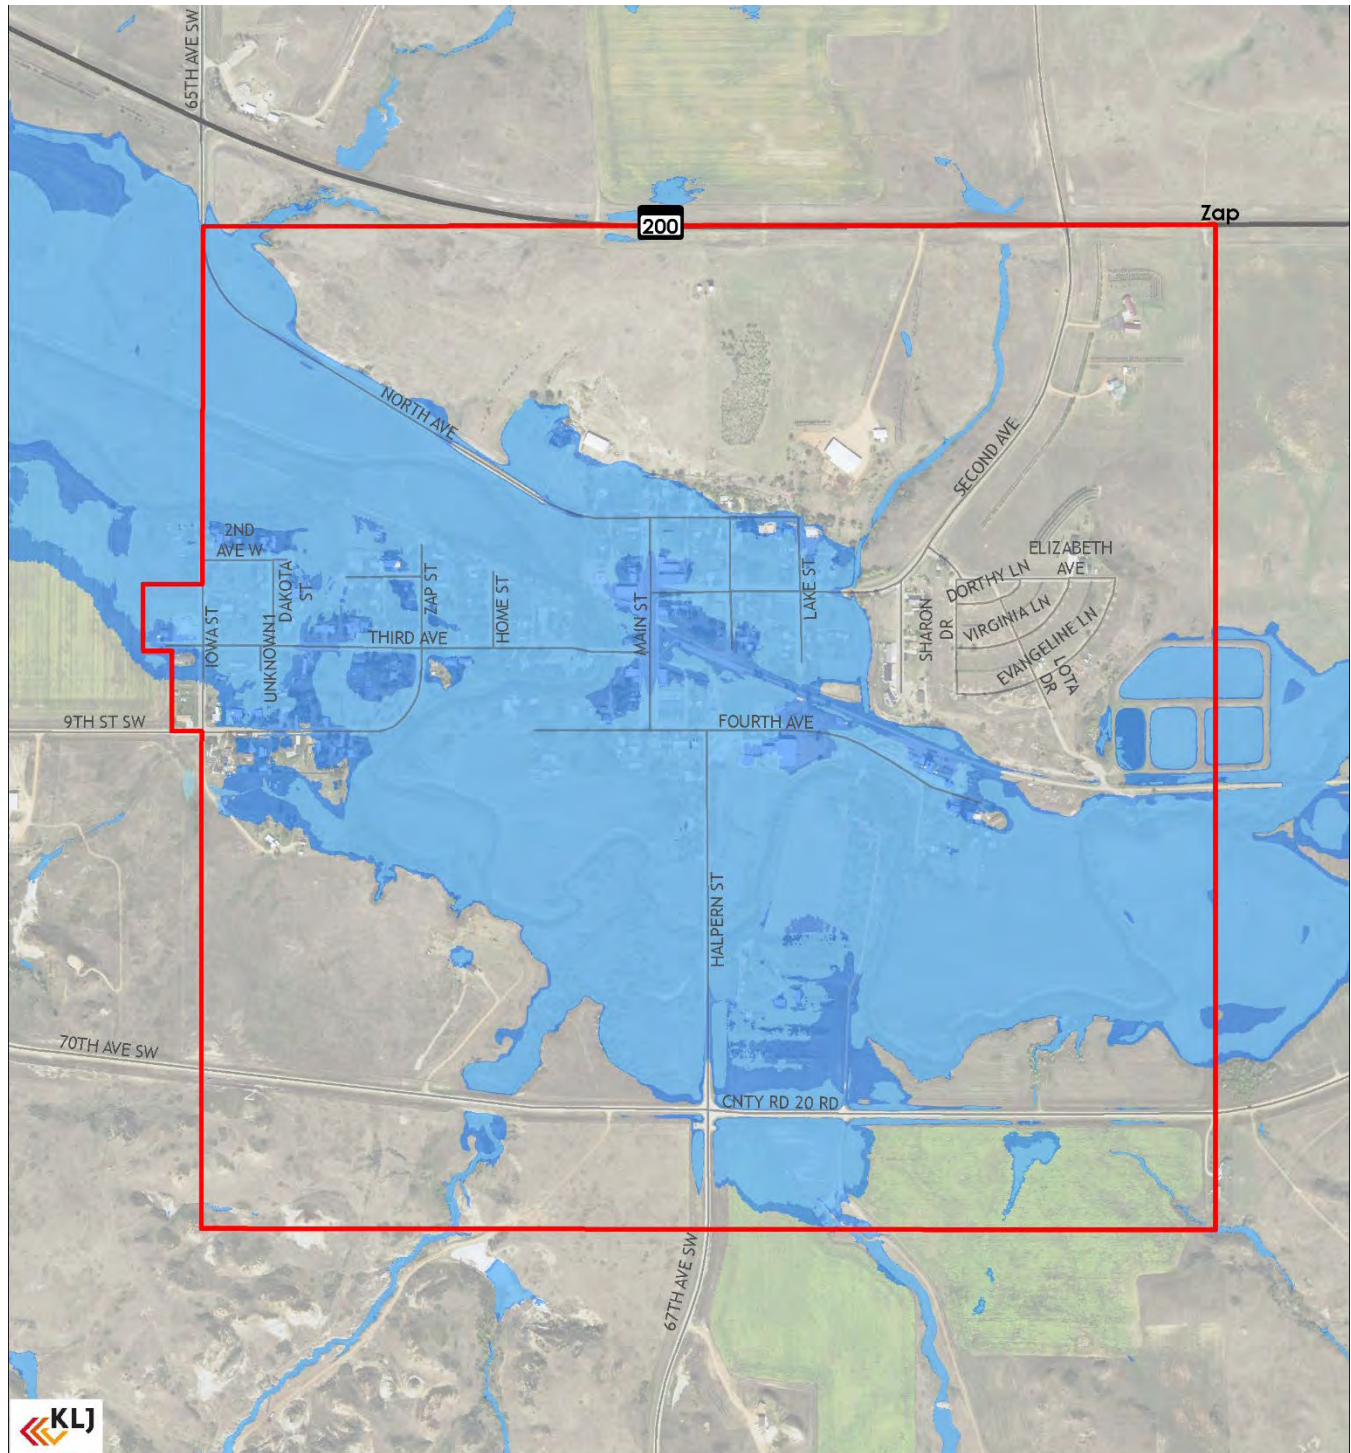 65TH AVE SW
Zap
200
NORTH AVE
SECOND AVE
2ND
AVE W
DAKOTA
ST
ZAP ST
HOME ST
MAIN ST
LAKE ST
ELIZABETH
AVE
DORTHY LN
VIRGINIA LN
EVANGELINE LN
SHARON
DR
LOTA
DR
IOWA ST
UNKNOWN1
THIRD AVE
9TH ST SW
FOURTH AVE
HALPERN ST
70TH AVE SW
CNTY RD 20 RD
67TH AVE SW
KLJ